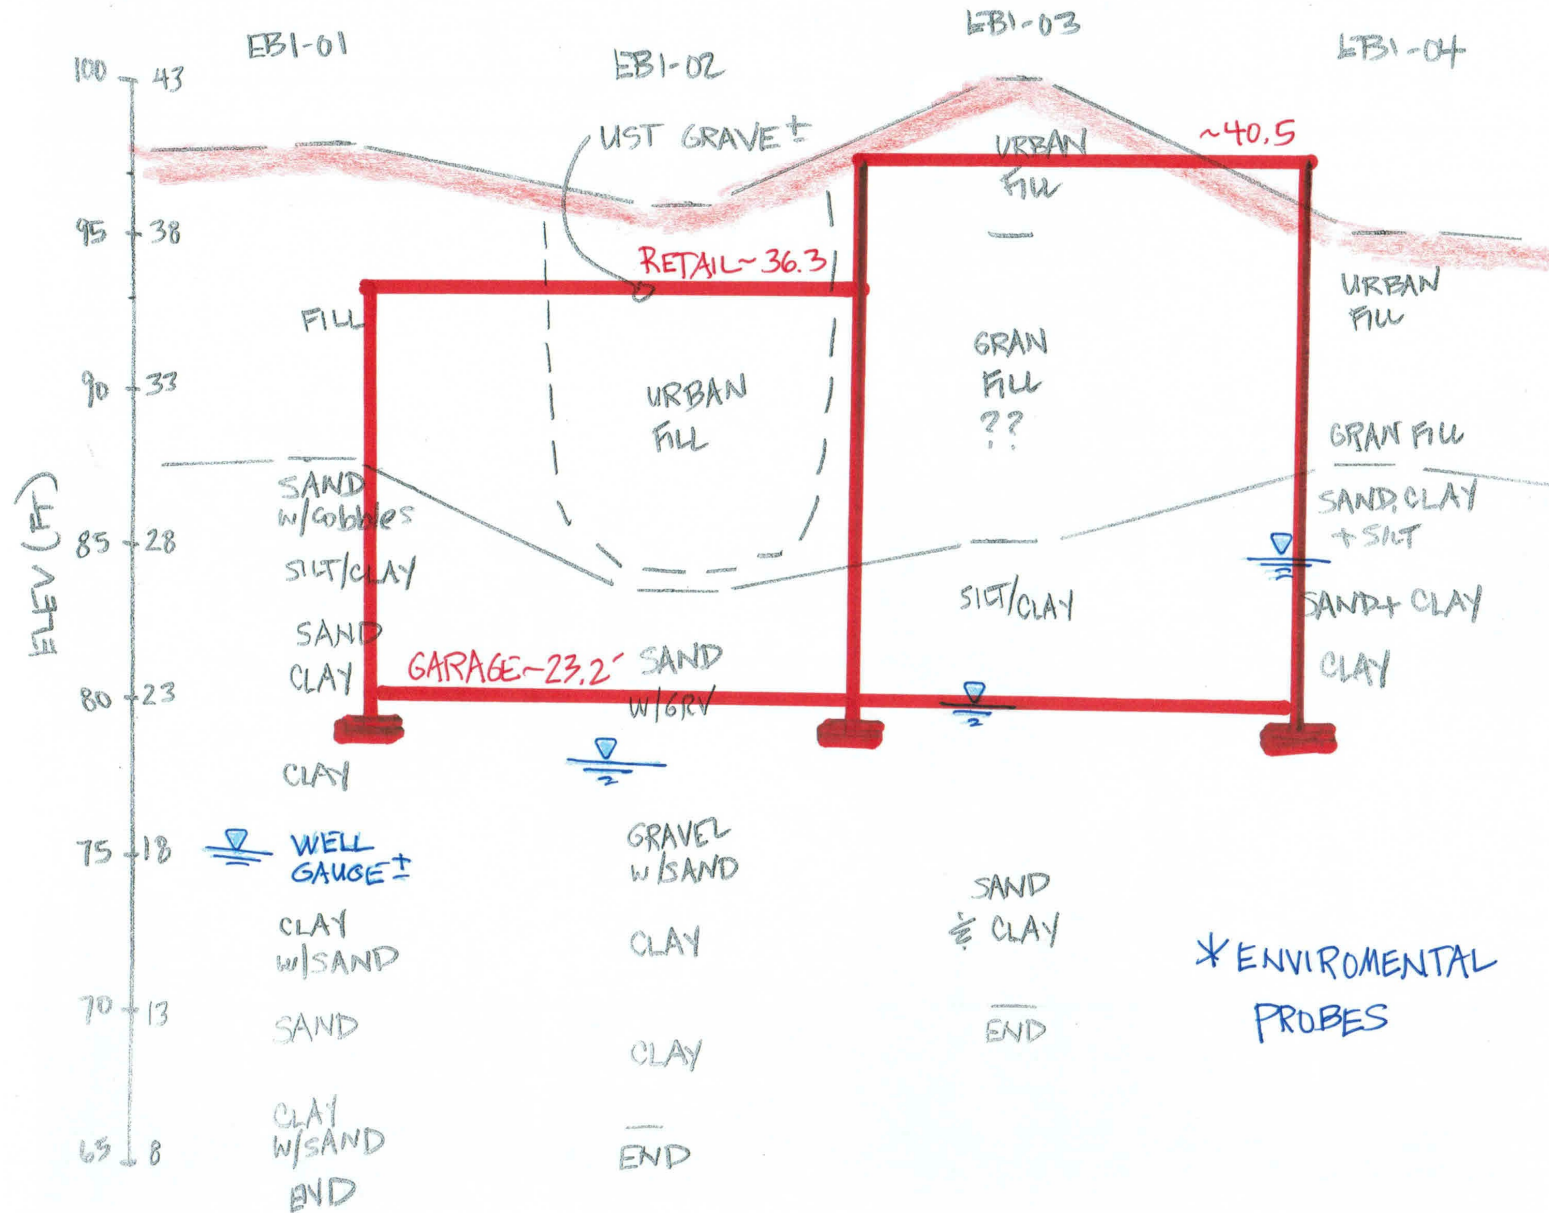 EB1-01
EB1-02
EB1-03
EB1-04
100 43
UST GRAVE±
~40.5
URBAN
FILL
95 38
RETAIL~36.3
URBAN
FILL
FILL
GRAN
FILL
??
90 33
URBAN
FILL
GRAN FILL
SAND
w/cobbles
SAND, CLAY
+ SILT
85 28
ELEV (FT)
SILT/CLAY
SILT/CLAY
SAND+ CLAY
SAND
CLAY
GARAGE~23.2'
SAND
W/GRV
CLAY
80 23
CLAY
75 18
WELL
GAUGE±
GRAVEL
w/SAND
SAND
& CLAY
CLAY
w/SAND
CLAY
*ENVIROMENTAL
PROBES
70 13
SAND
END
CLAY
CLAY
W/SAND
END
65 8
END